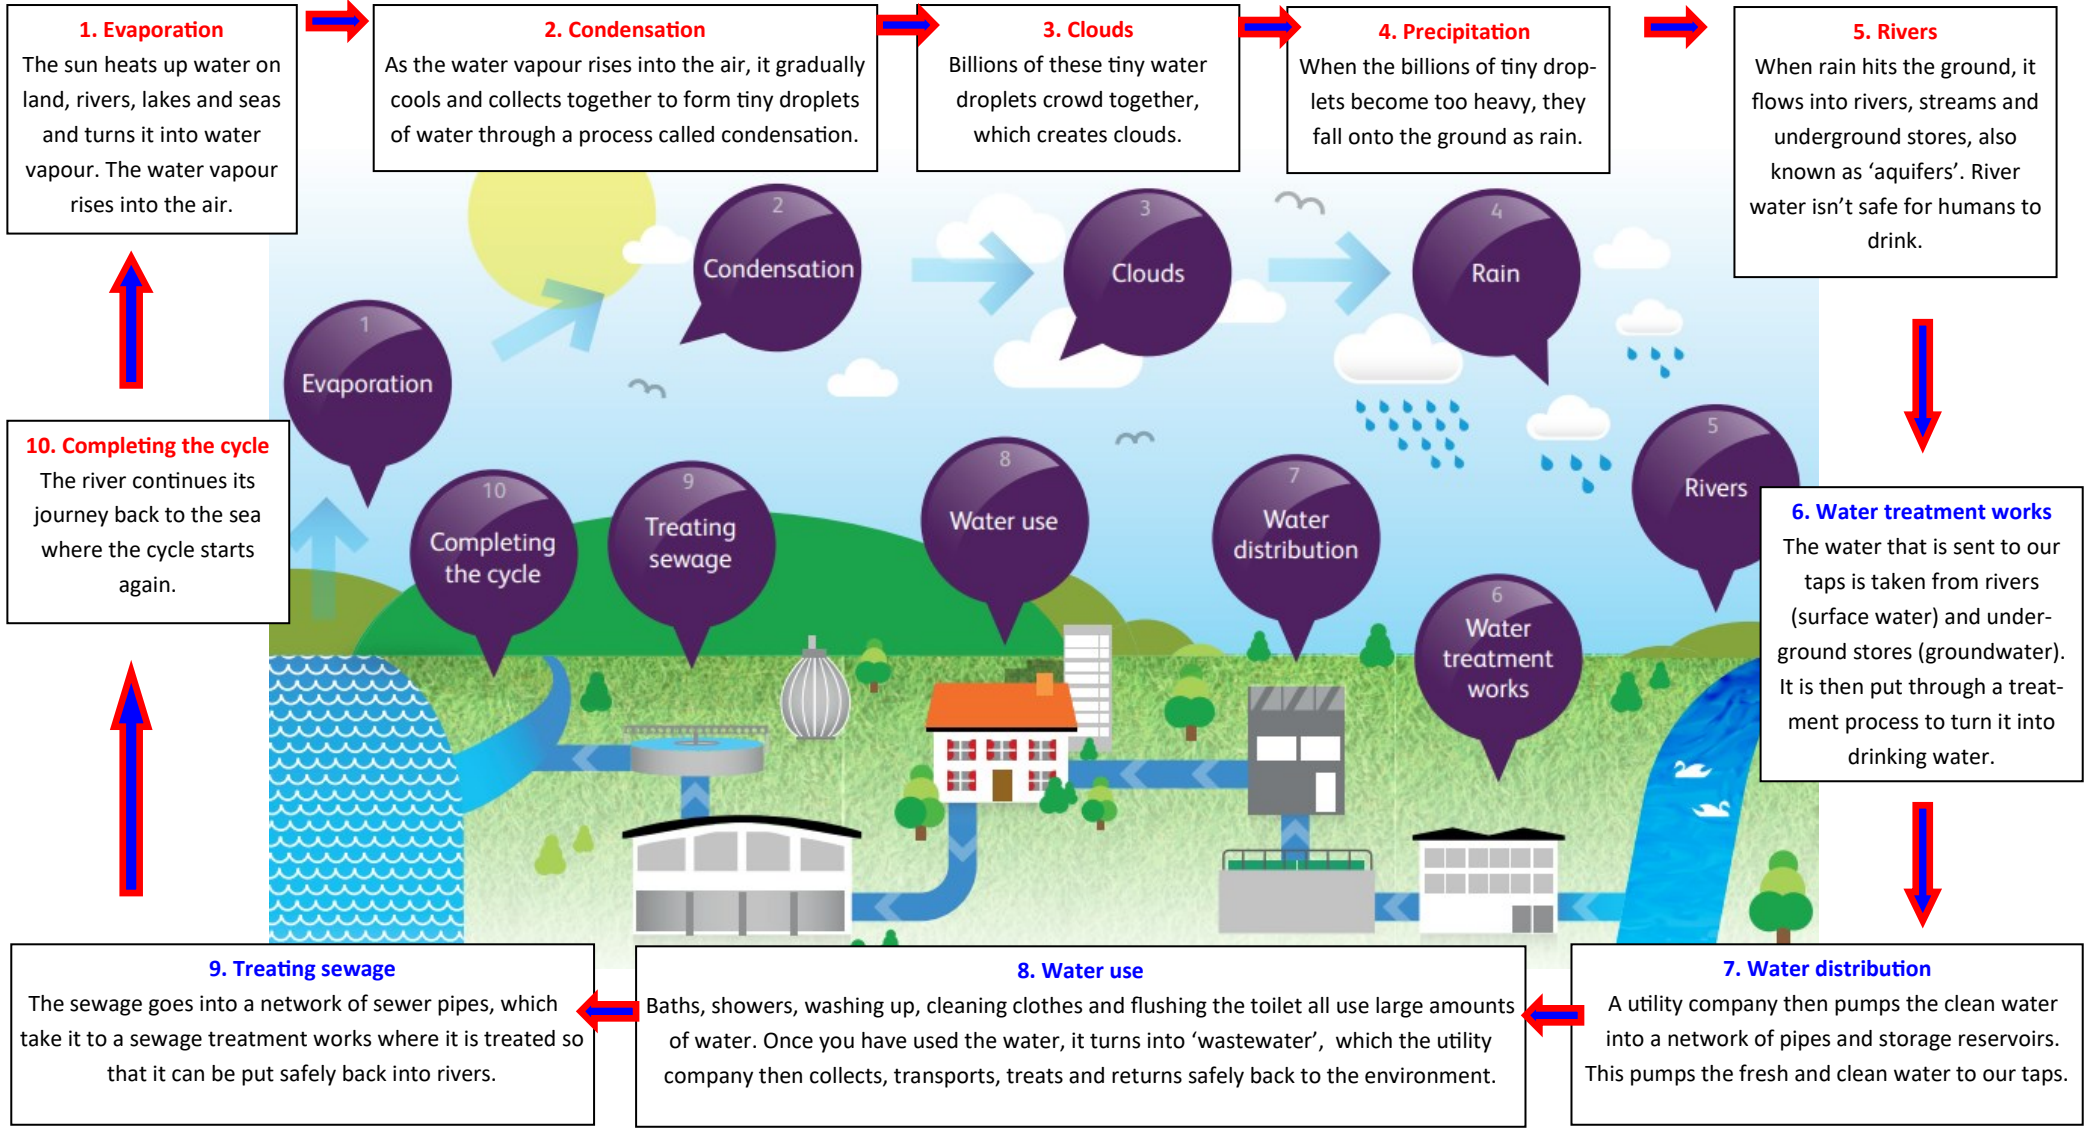 1. Evaporation
The sun heats up water on
land, rivers, lakes and seas
and turns it into water
vapour. The water vapour
rises into the air.
2. Condensation
As the water vapour rises into the air, it gradually
cools and collects together to form tiny droplets
of water through a process called condensation.
3. Clouds
Billions of these tiny water
droplets crowd together,
which creates clouds.
4. Precipitation
When the billions of tiny drop-
lets become too heavy, they
fall onto the ground as rain.
5. Rivers
When rain hits the ground, it
flows into rivers, streams and
underground stores, also
known as ‘aquifers’. River
water isn’t safe for humans to
drink.
6. Water treatment works
The water that is sent to our
taps is taken from rivers
(surface water) and under-
ground stores (groundwater).
It is then put through a treat-
ment process to turn it into
drinking water.
7. Water distribution
A utility company then pumps the clean water
into a network of pipes and storage reservoirs.
This pumps the fresh and clean water to our taps.
8. Water use
Baths, showers, washing up, cleaning clothes and flushing the toilet all use large amounts
of water. Once you have used the water, it turns into ‘wastewater’, which the utility
company then collects, transports, treats and returns safely back to the environment.
9. Treating sewage
The sewage goes into a network of sewer pipes, which
take it to a sewage treatment works where it is treated so
that it can be put safely back into rivers.
10. Completing the cycle
The river continues its
journey back to the sea
where the cycle starts
again.
1
Evaporation
2
Condensation
3
Clouds
4
Rain
5
Rivers
6
Water
treatment
works
7
Water
distribution
8
Water use
9
Treating
sewage
10
Completing
the cycle